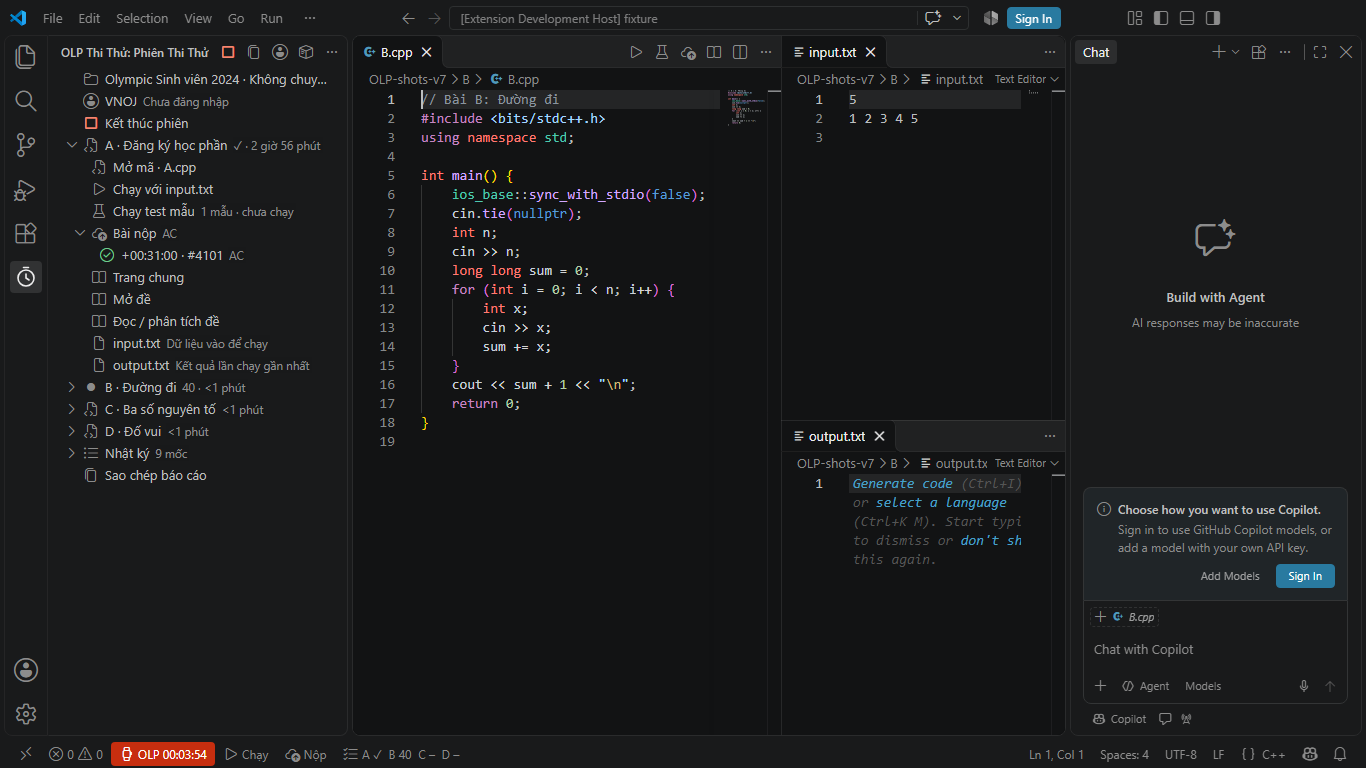 File Edit Selection View Go Run ···
[Extension Development Host] fixture
Sign In
OLP Thi Thử: Phiên Thi Thử
Olympic Sinh viên 2024 · Không chuy...
VNOJ Chưa đăng nhập
Kết thúc phiên
A · Đăng ký học phần ✓ · 2 giờ 56 phút
Mở mã · A.cpp
Chạy với input.txt
Chạy test mẫu 1 mẫu · chưa chạy
Bài nộp AC
+00:31:00 · #4101 AC
Trang chung
Mở đề
Đọc / phân tích đề
input.txt Dữ liệu vào để chạy
output.txt Kết quả lần chạy gần nhất
B · Đường đi 40 · <1 phút
C · Ba số nguyên tố <1 phút
D · Đố vui <1 phút
Nhật ký 9 mốc
Sao chép báo cáo
B.cpp
OLP-shots-v7 > B > B.cpp
1 // Bài B: Đường đi
2 #include <bits/stdc++.h>
3 using namespace std;
4
5 int main() {
6 ios_base::sync_with_stdio(false);
7 cin.tie(nullptr);
8 int n;
9 cin >> n;
10 long long sum = 0;
11 for (int i = 0; i < n; i++) {
12 int x;
13 cin >> x;
14 sum += x;
15 }
16 cout << sum + 1 << "\n";
17 return 0;
18 }
19
input.txt
OLP-shots-v7 > B > input.txt Text Editor
1 5
2 1 2 3 4 5
3
output.txt
OLP-shots-v7 > B > output.tx Text Editor
1 Generate code (Ctrl+I)
or select a language
(Ctrl+K M). Start typi
to dismiss or don't sh
this again.
Chat
Build with Agent
AI responses may be inaccurate
Choose how you want to use Copilot.
Sign in to use GitHub Copilot models, or
add a model with your own API key.
Add Models Sign In
B.cpp
Chat with Copilot
Agent Models
Copilot
0 0 OLP 00:03:54 Chạy Nộp A ✓ B 40 C – D –
Ln 1, Col 1 Spaces: 4 UTF-8 LF {} C++